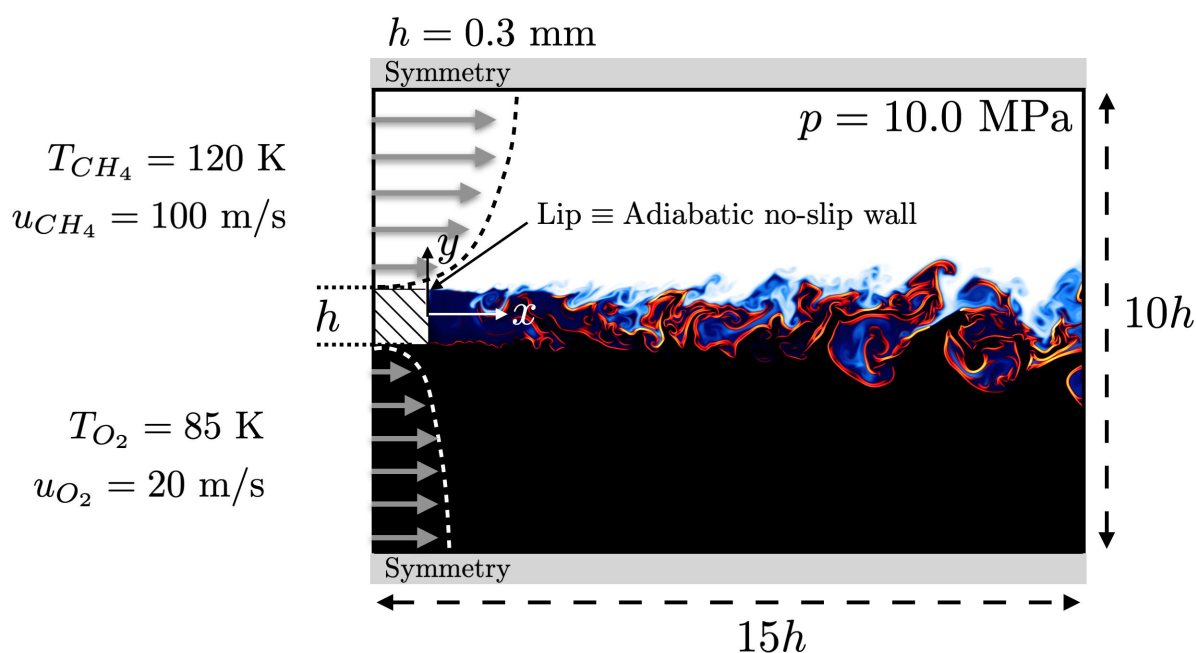 h = 0.3 mm
Symmetry
p = 10.0 MPa
T_{CH_4} = 120 K
u_{CH_4} = 100 m/s
Lip ≡ Adiabatic no-slip wall
y
h
x
10h
T_{O_2} = 85 K
u_{O_2} = 20 m/s
Symmetry
15h